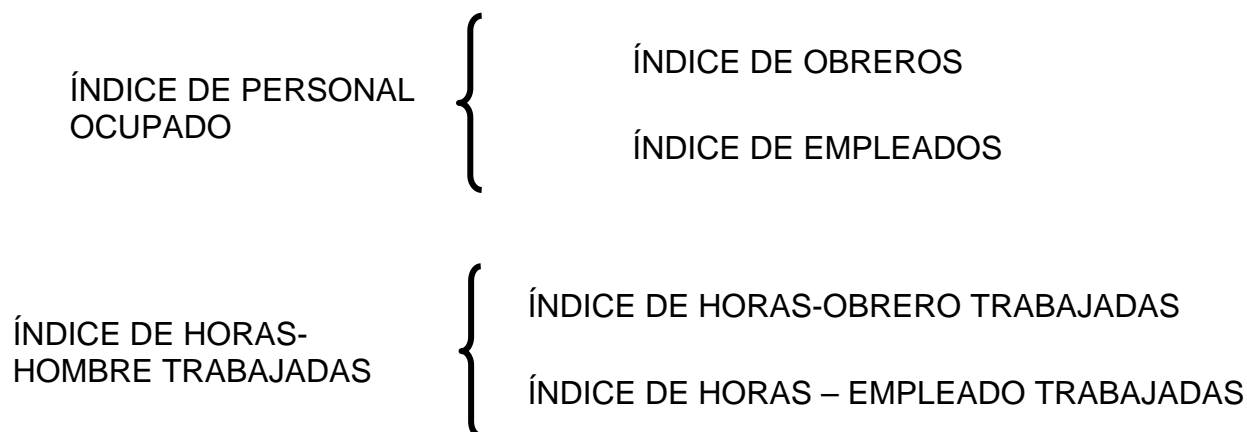 ÍNDICE DE PERSONAL
OCUPADO
ÍNDICE DE OBREROS
ÍNDICE DE EMPLEADOS
ÍNDICE DE HORAS-
HOMBRE TRABAJADAS
ÍNDICE DE HORAS-OBRERO TRABAJADAS
ÍNDICE DE HORAS – EMPLEADO TRABAJADAS